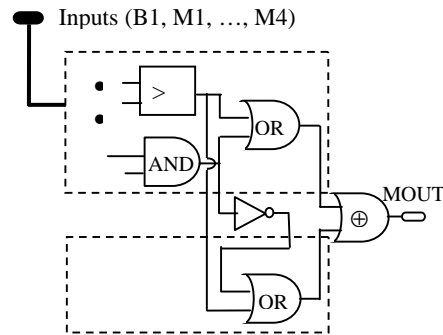 Inputs (B1, M1, …, M4)
>
OR
AND
MOUT
⊕
OR